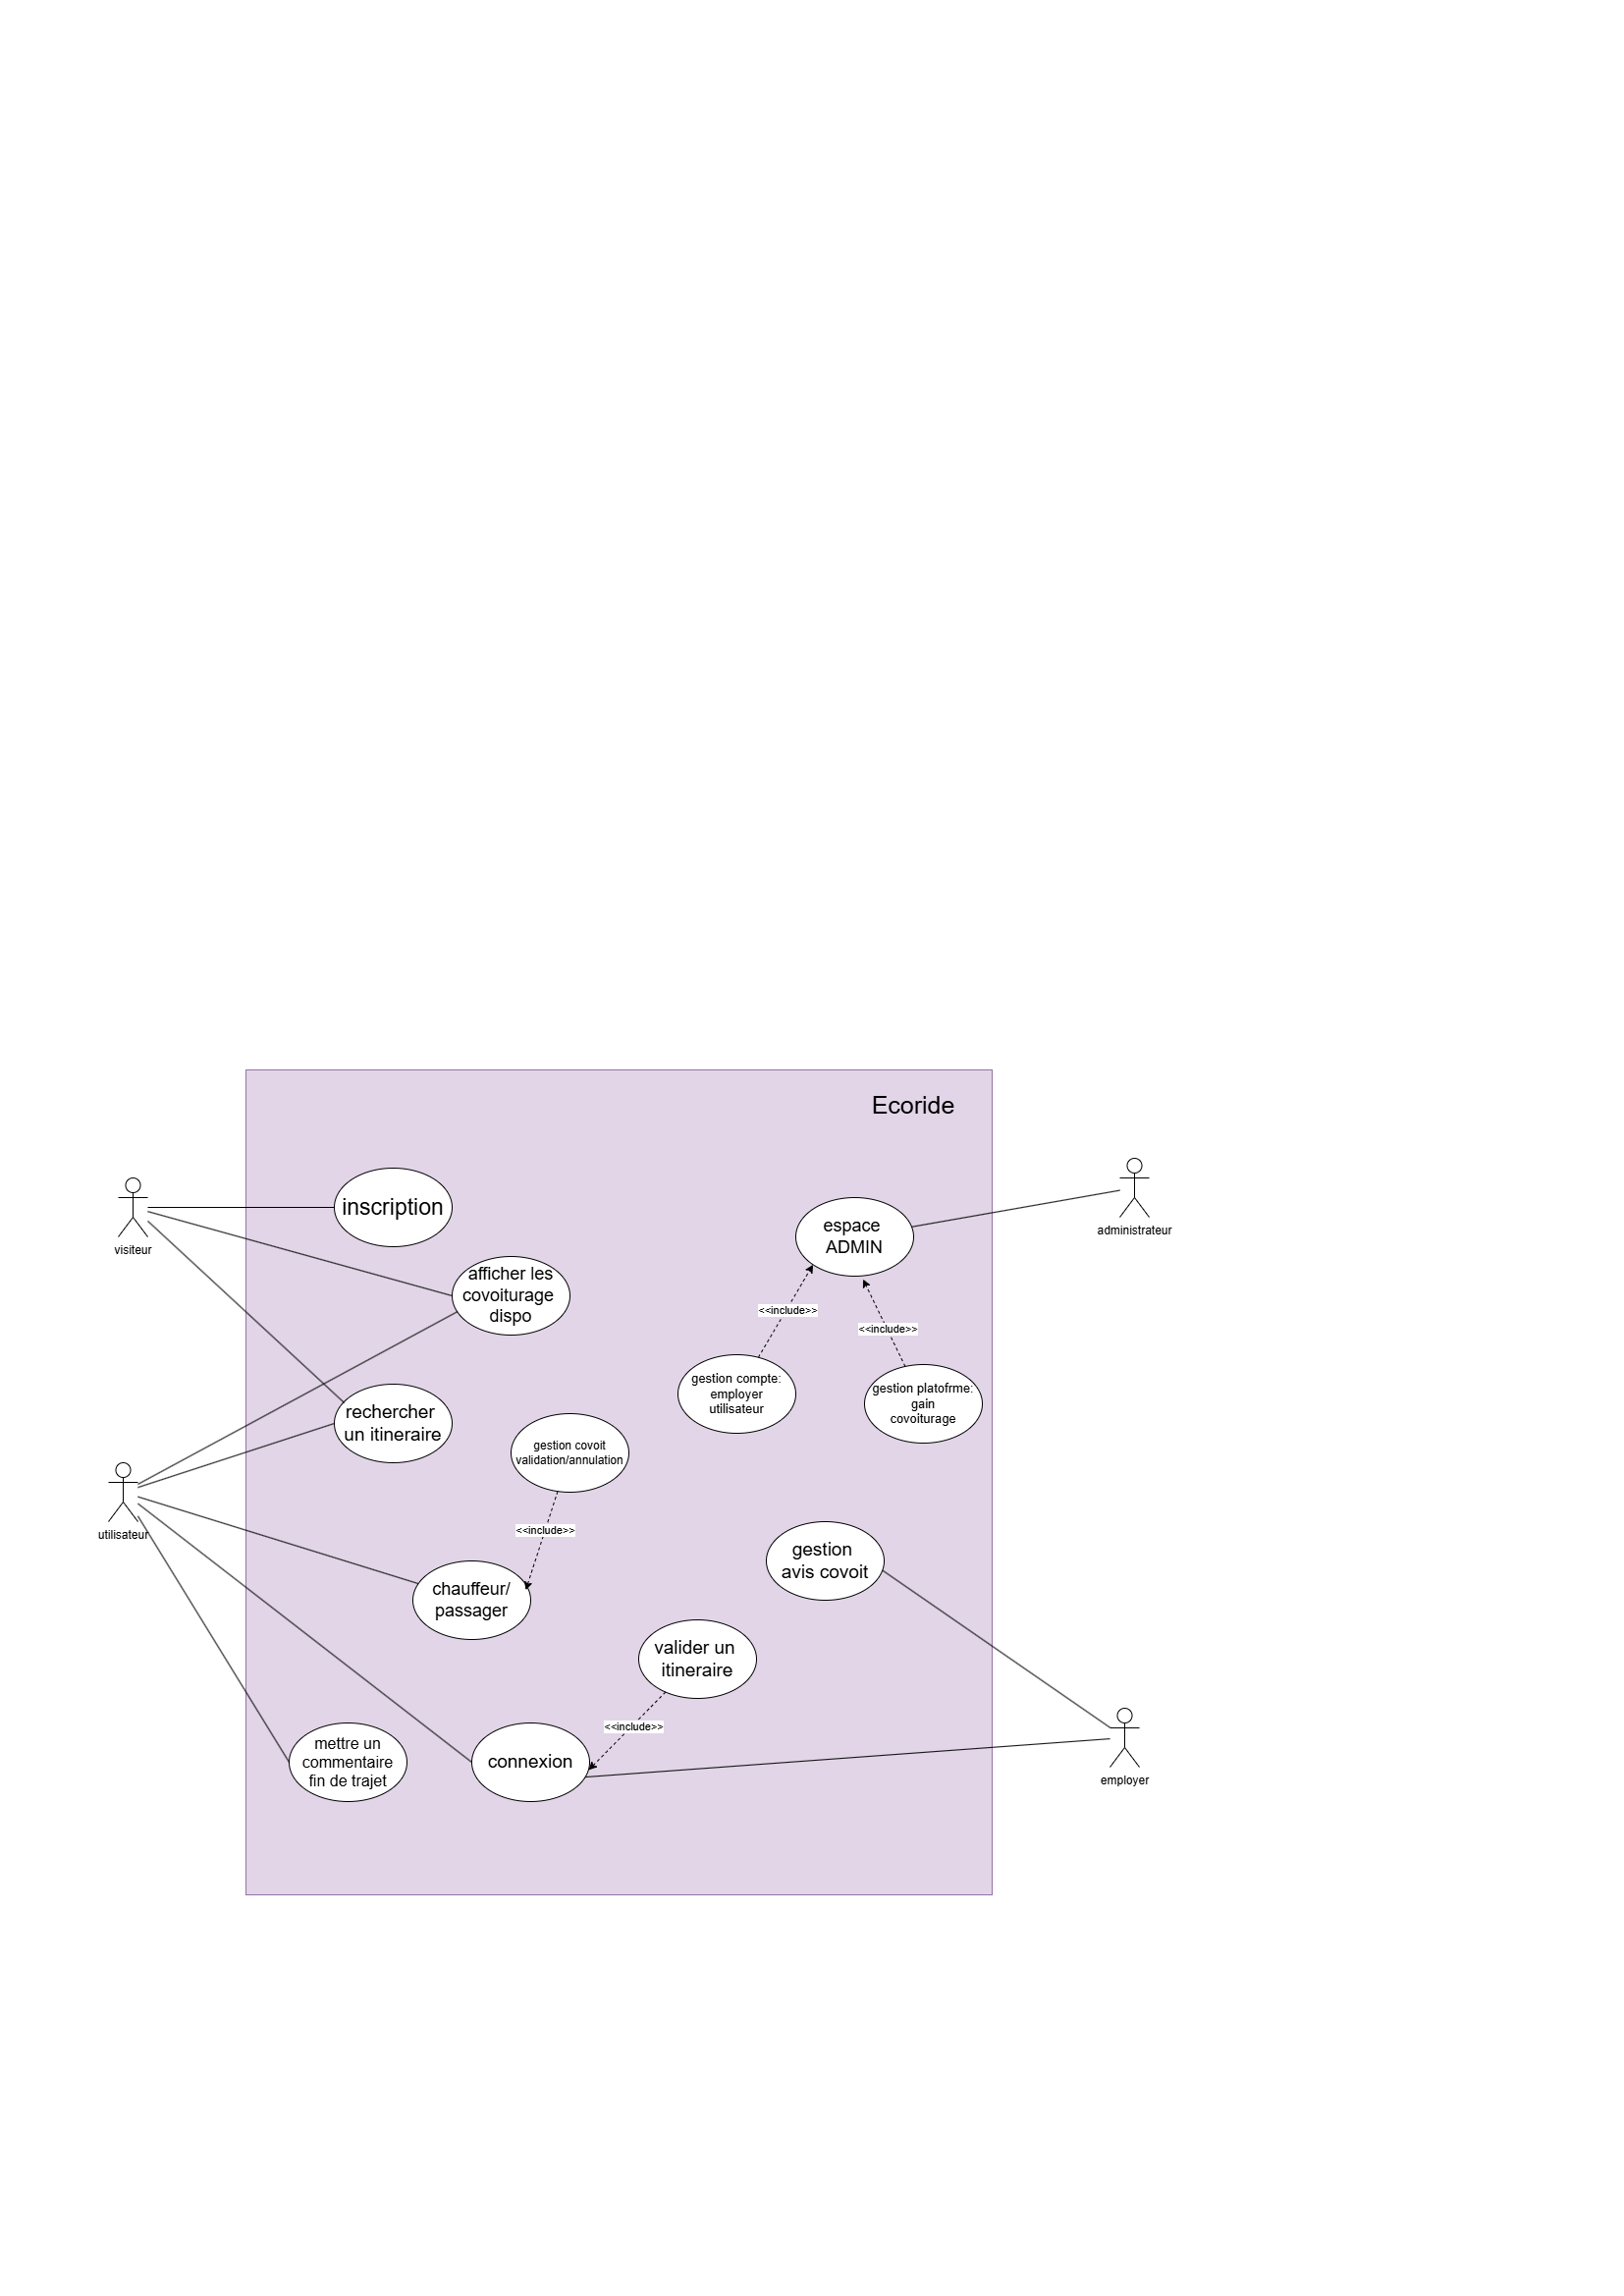 Ecoride
inscription
visiteur
espace
ADMIN
administrateur
afficher les
covoiturage
dispo
<<include>>
<<include>>
gestion compte:
employer
utilisateur
gestion platofrme:
gain
covoiturage
rechercher
un itineraire
gestion covoit
validation/annulation
utilisateur
<<include>>
gestion
avis covoit
chauffeur/
passager
valider un
itineraire
<<include>>
mettre un
commentaire
fin de trajet
connexion
employer